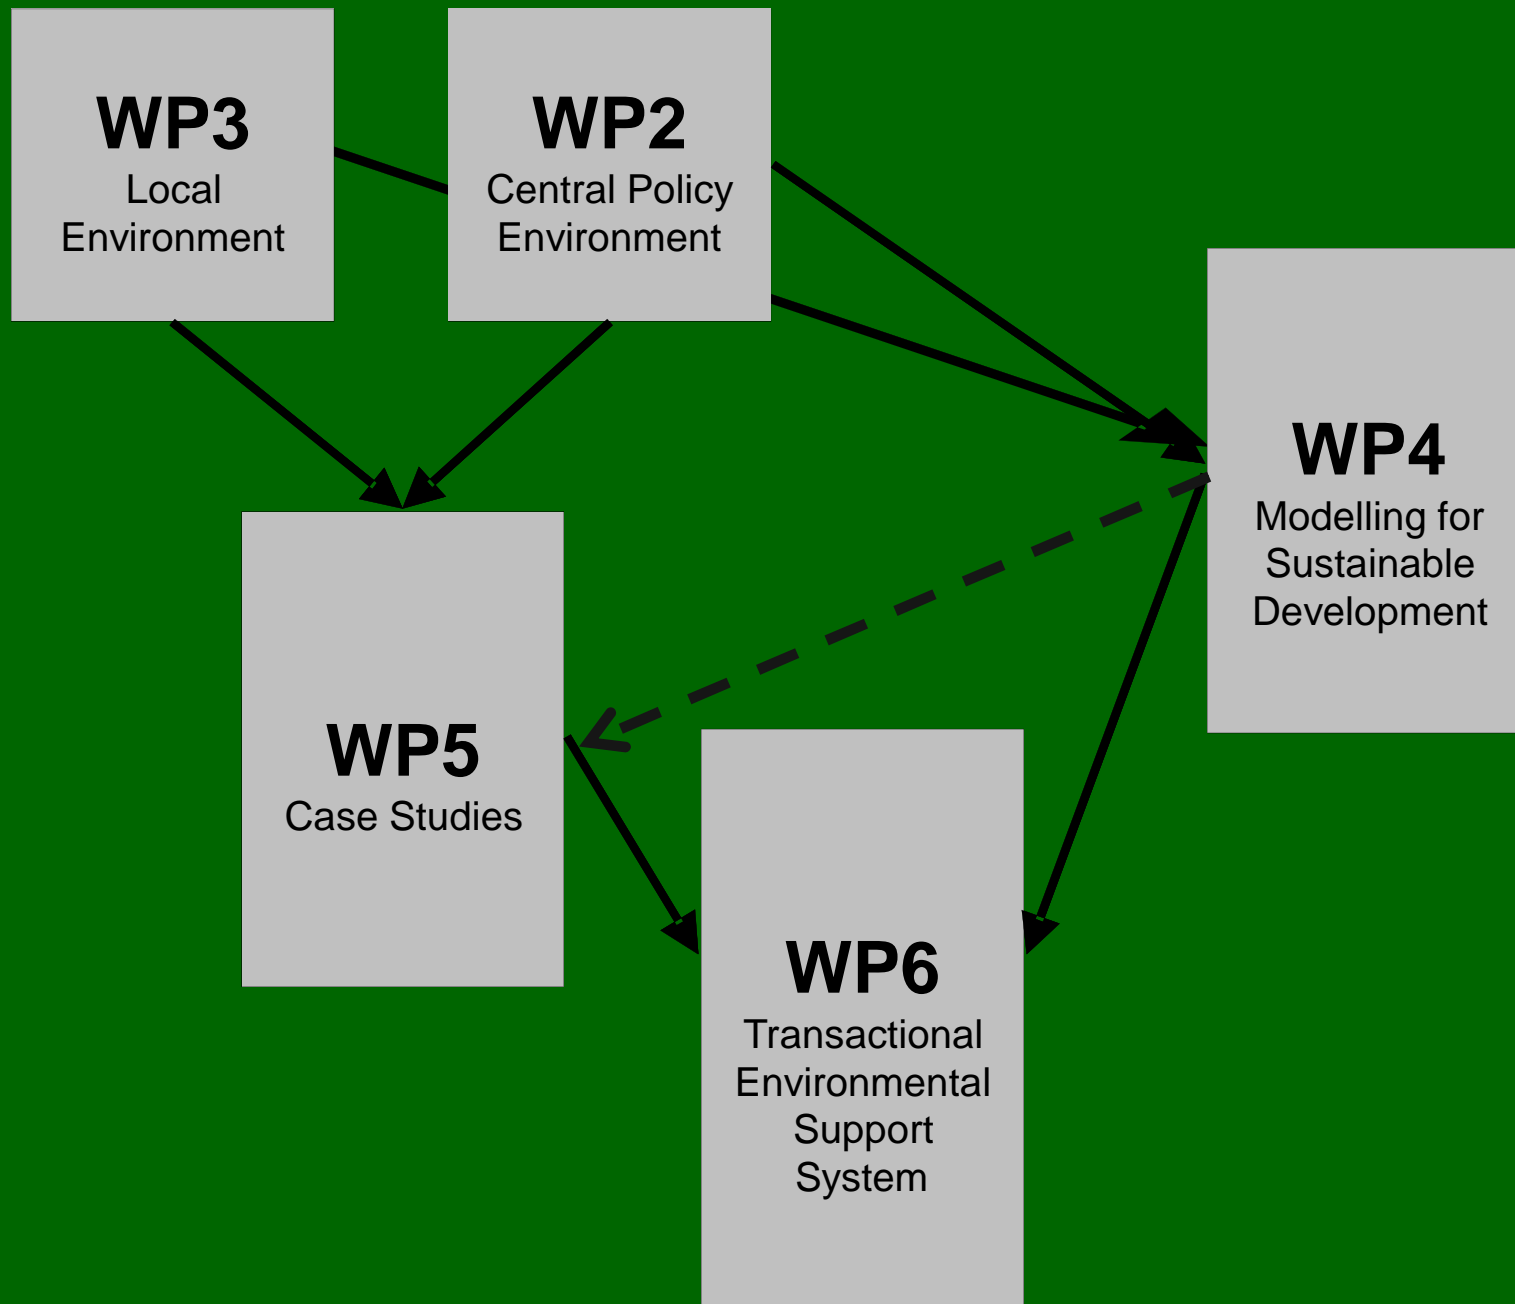 WP3
Local
Environment
WP2
Central Policy
Environment
WP4
Modelling for
Sustainable
Development
WP5
Case Studies
WP6
Transactional
Environmental
Support
System